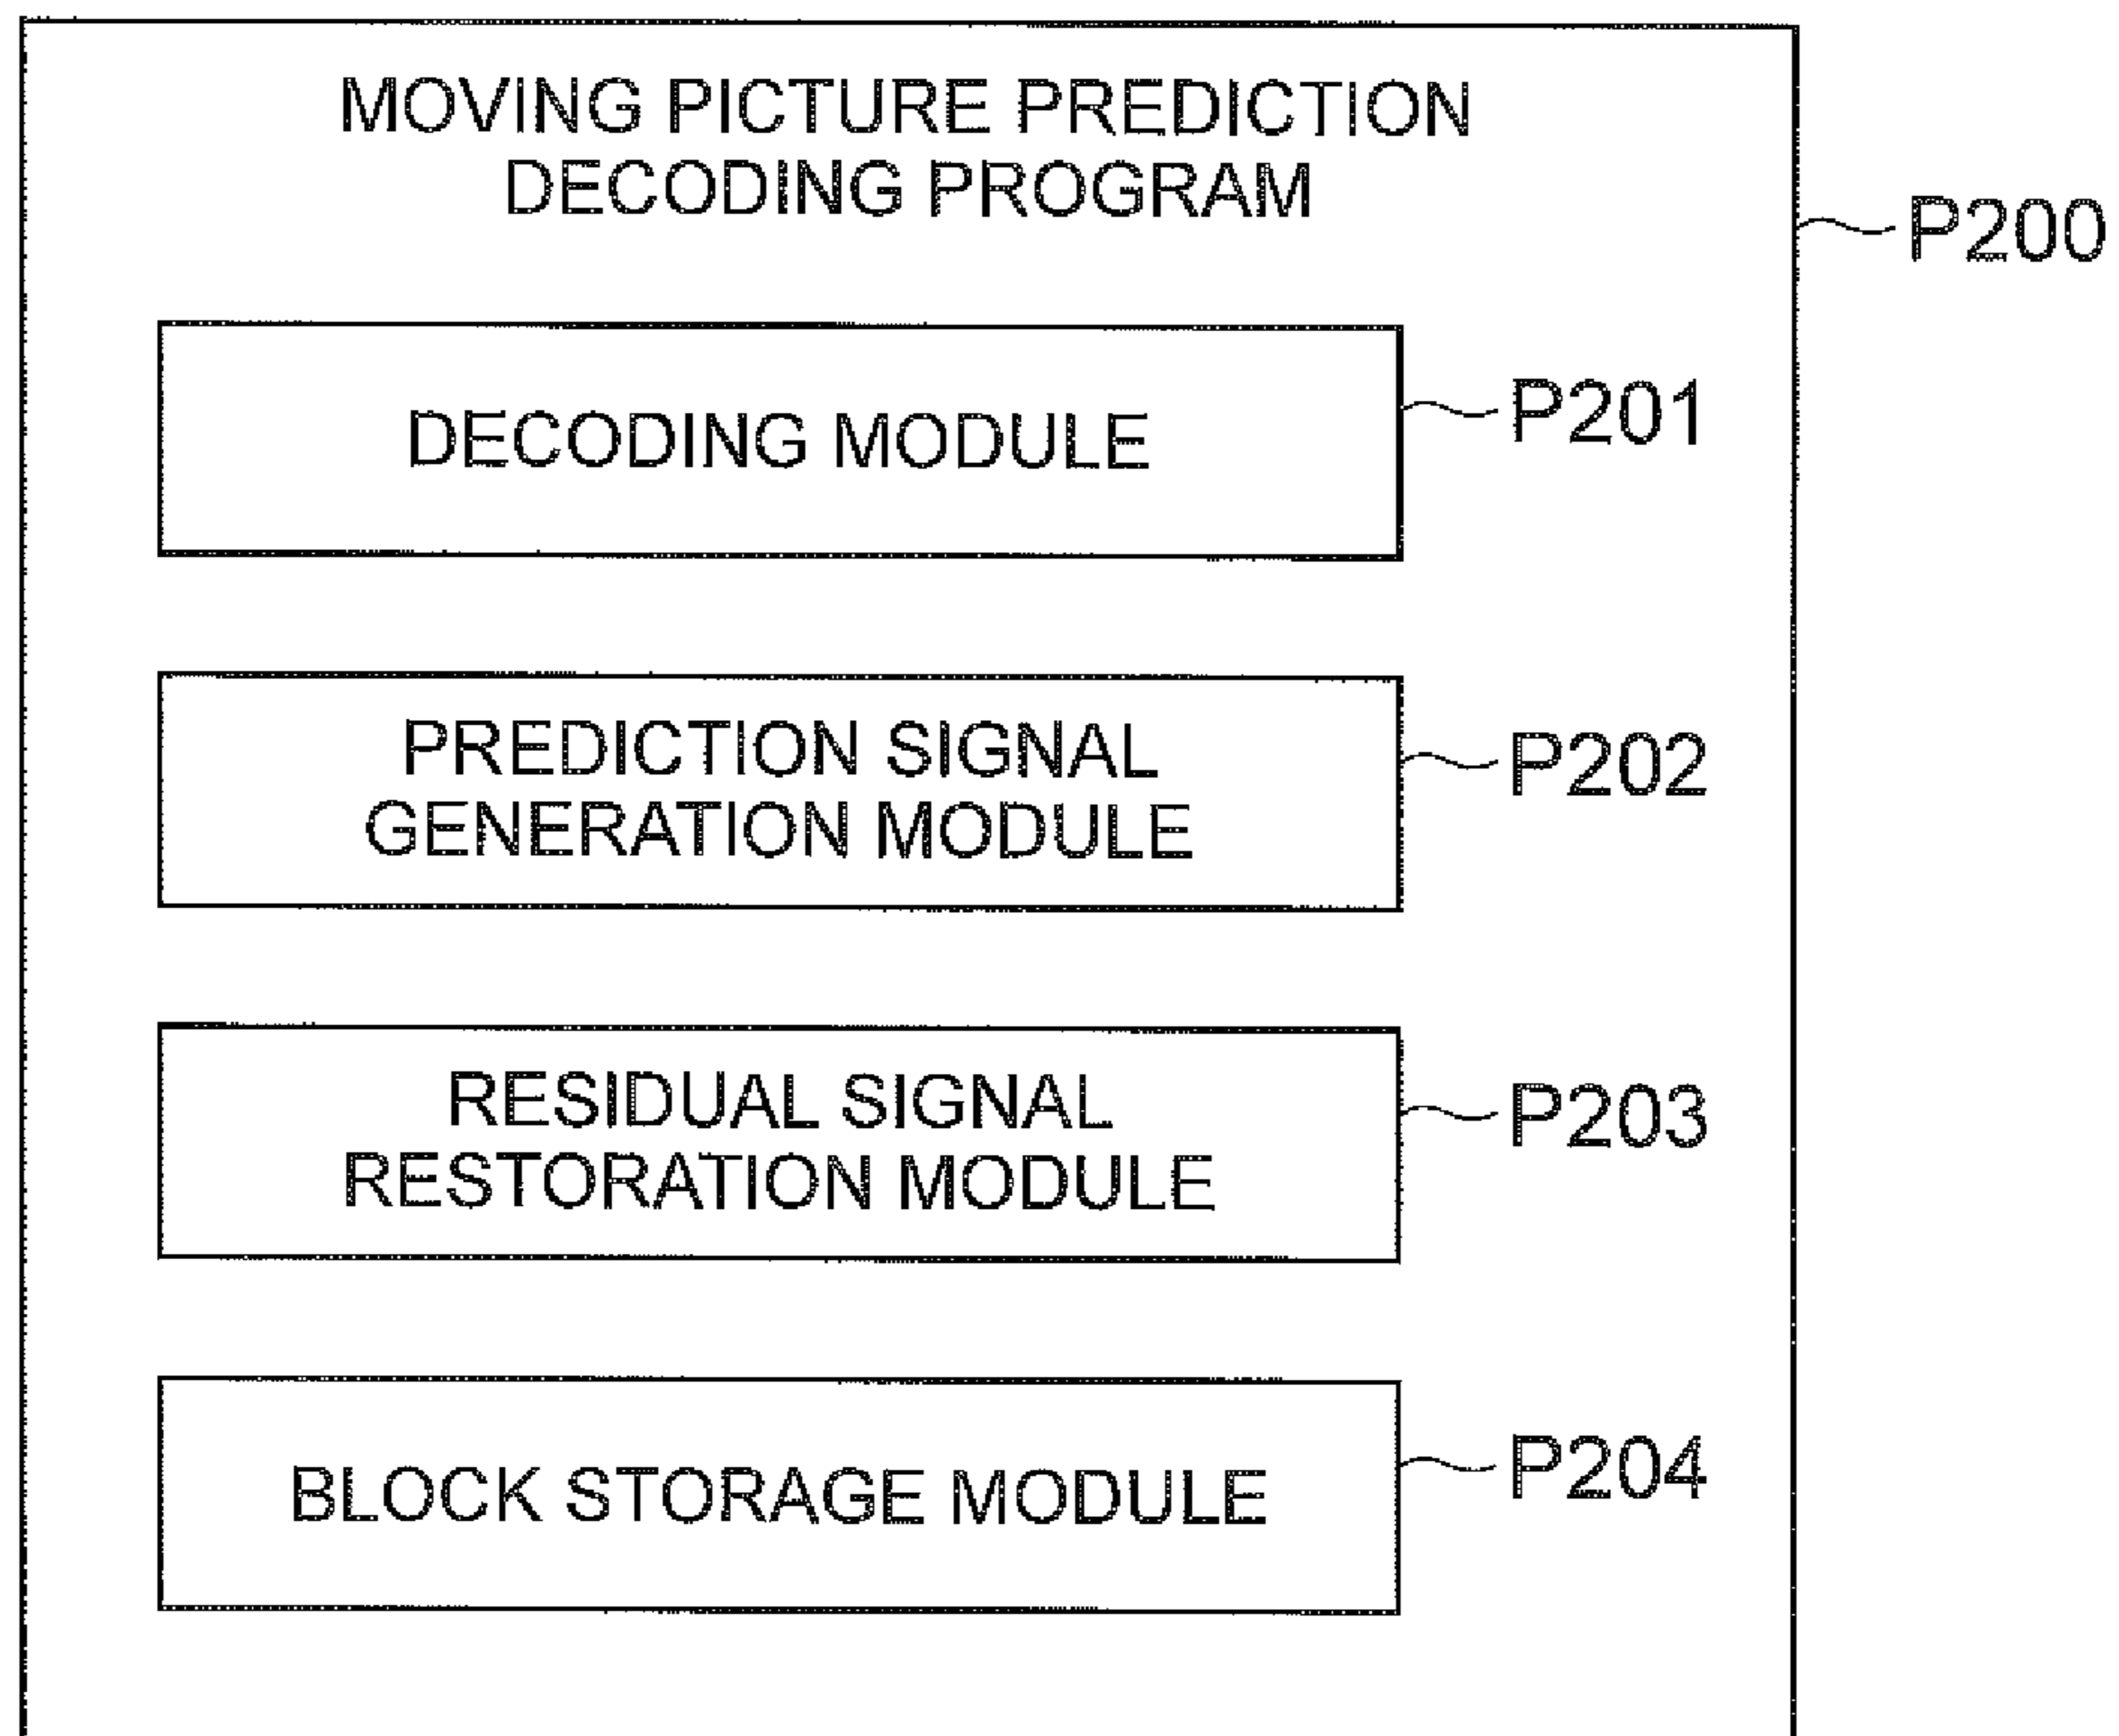 MOVING PICTURE PREDICTION
DECODING PROGRAM
P200
DECODING MODULE
P201
PREDICTION SIGNAL
GENERATION MODULE
P202
RESIDUAL SIGNAL
RESTORATION MODULE
P203
BLOCK STORAGE MODULE
P204